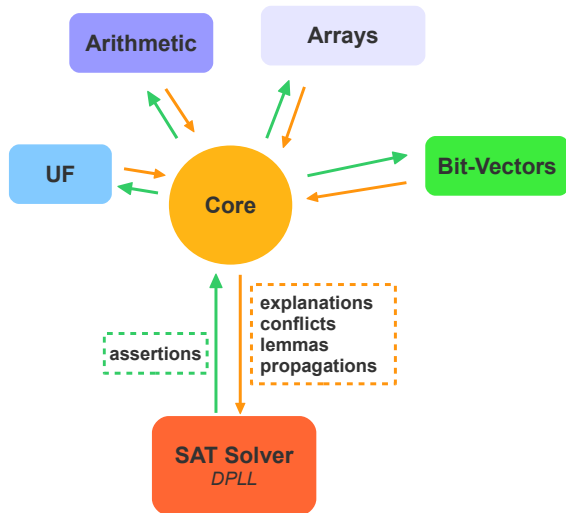 Arithmetic
Arrays
UF
Core
Bit-Vectors
assertions
explanations
conflicts
lemmas
propagations
SAT Solver
DPLL